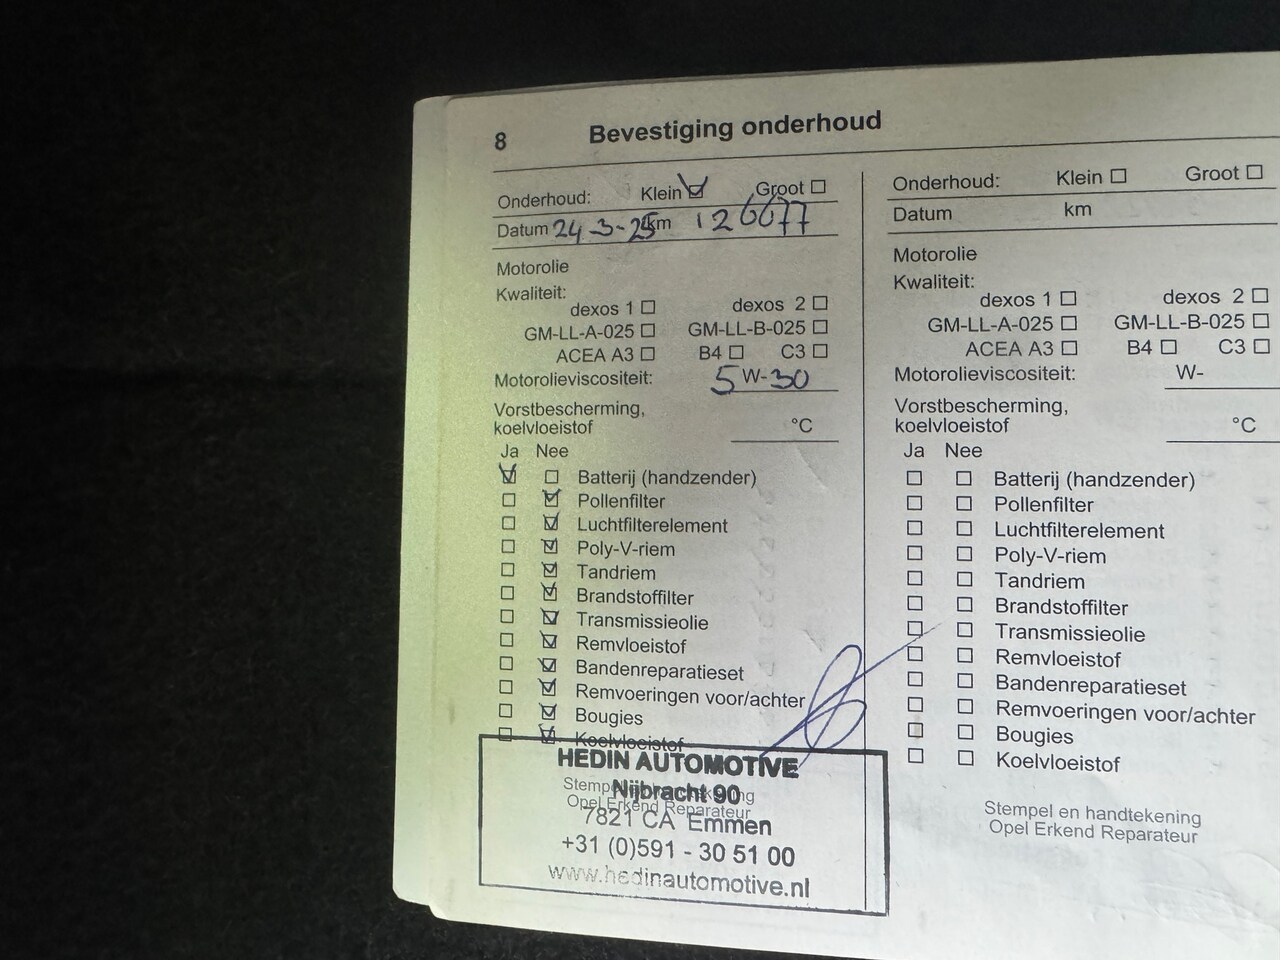 8 Bevestiging onderhoud
Onderhoud: Klein ☑ Groot ☐
Datum 24-3-25 km 126677
Motorolie
Kwaliteit:
dexos 1 ☐ dexos 2 ☐
GM-LL-A-025 ☐ GM-LL-B-025 ☐
ACEA A3 ☐ B4 ☐ C3 ☐
Motorolieviscositeit: 5 W-30
Vorstbescherming,
koelvloeistof °C
Ja Nee
☑ ☐ Batterij (handzender)
☐ ☑ Pollenfilter
☐ ☑ Luchtfilterelement
☐ ☑ Poly-V-riem
☐ ☑ Tandriem
☐ ☑ Brandstoffilter
☐ ☑ Transmissieolie
☐ ☑ Remvloeistof
☐ ☑ Bandenreparatieset
☐ ☑ Remvoeringen voor/achter
☐ ☑ Bougies
☐ ☑ Koelvloeistof
HEDIN AUTOMOTIVE
Stempel en handtekening
Nijbracht 90
Opel Erkend Reparateur
7821 CA Emmen
+31 (0)591 - 30 51 00
www.hedinautomotive.nl
Onderhoud: Klein ☐ Groot ☐
Datum km
Motorolie
Kwaliteit:
dexos 1 ☐ dexos 2 ☐
GM-LL-A-025 ☐ GM-LL-B-025 ☐
ACEA A3 ☐ B4 ☐ C3 ☐
Motorolieviscositeit: W-
Vorstbescherming,
koelvloeistof °C
Ja Nee
☐ ☐ Batterij (handzender)
☐ ☐ Pollenfilter
☐ ☐ Luchtfilterelement
☐ ☐ Poly-V-riem
☐ ☐ Tandriem
☐ ☐ Brandstoffilter
☐ ☐ Transmissieolie
☐ ☐ Remvloeistof
☐ ☐ Bandenreparatieset
☐ ☐ Remvoeringen voor/achter
☐ ☐ Bougies
☐ ☐ Koelvloeistof
Stempel en handtekening
Opel Erkend Reparateur